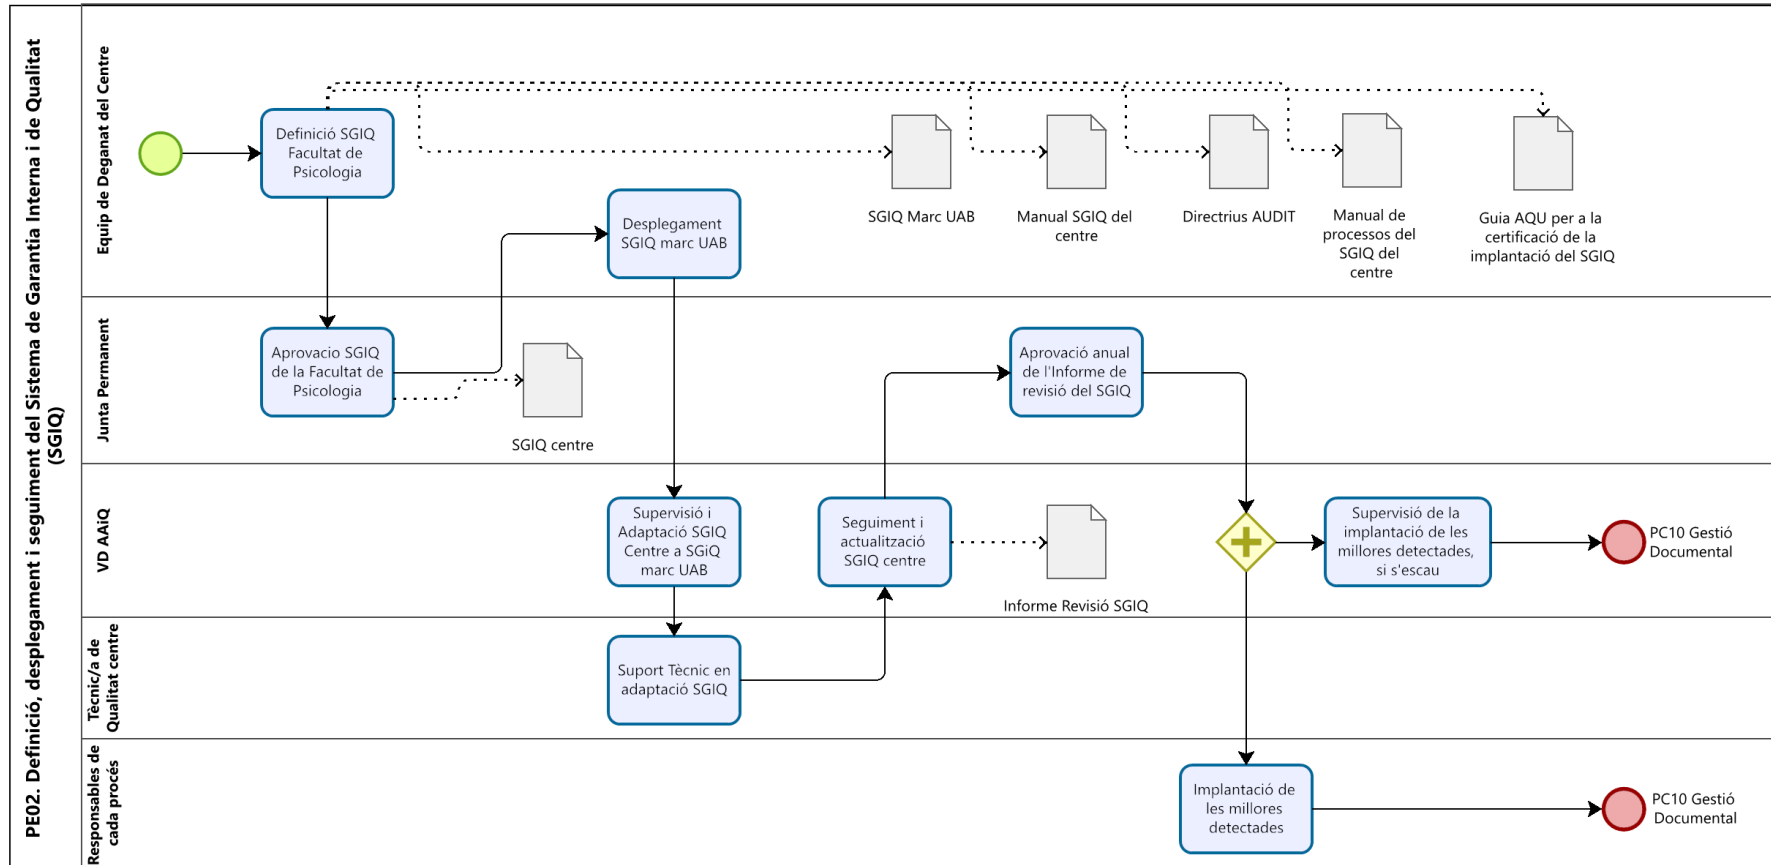 PE02. Definició, desplegament i seguiment del Sistema de Garantia Interna i de Qualitat
(SGIQ)
Equip de Deganat del Centre
Definició SGIQ
Facultat de
Psicologia
Desplegament
SGIQ marc UAB
SGIQ Marc UAB
Manual SGIQ del
centre
Directrius AUDIT
Manual de
processos del
SGIQ del
centre
Guia AQU per a la
certificació de la
implantació del SGIQ
Junta Permanent
Aprovacio SGIQ
de la Facultat de
Psicologia
SGIQ centre
Aprovació anual
de l'Informe de
revisió del SGIQ
VD AAiQ
Supervisió i
Adaptació SGIQ
Centre a SGiQ
marc UAB
Seguiment i
actualització
SGIQ centre
Informe Revisió SGIQ
Supervisió de la
implantació de les
millores detectades,
si s'escau
PC10 Gestió
Documental
Tècnic/a de
Qualitat centre
Suport Tècnic en
adaptació SGIQ
Responsables de
cada procés
Implantació de
les millores
detectades
PC10 Gestió
Documental